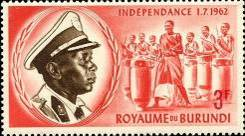 INDÉPENDANCE 1.7.1962
3F
ROYAUME DU BURUNDI